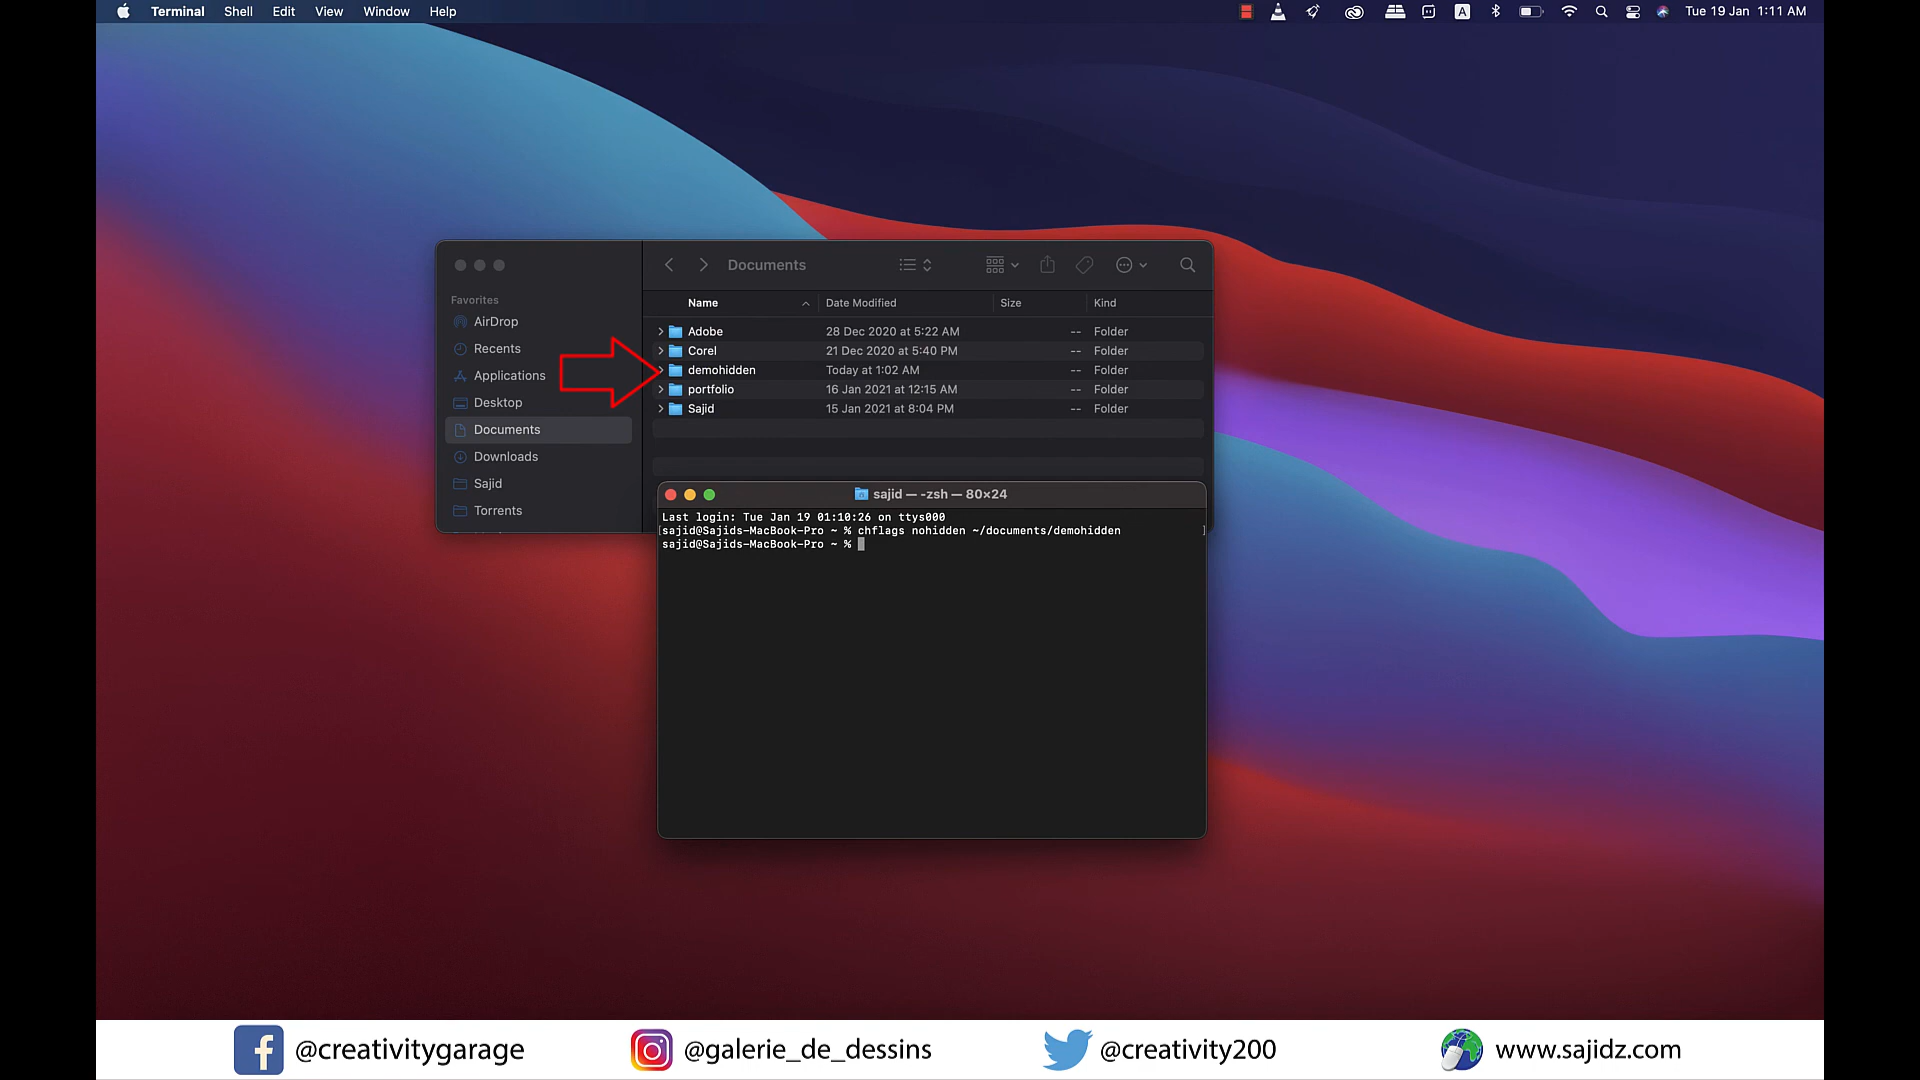 Terminal Shell Edit View Window Help
A Tue 19 Jan 1:11 AM
Documents
Favorites
AirDrop
Recents
Applications
Desktop
Documents
Downloads
Sajid
Torrents
Name Date Modified Size Kind
Adobe 28 Dec 2020 at 5:22 AM -- Folder
Corel 21 Dec 2020 at 5:40 PM -- Folder
demohidden Today at 1:02 AM -- Folder
portfolio 16 Jan 2021 at 12:15 AM -- Folder
Sajid 15 Jan 2021 at 8:04 PM -- Folder
sajid — -zsh — 80×24
Last login: Tue Jan 19 01:10:26 on ttys000
[sajid@Sajids-MacBook-Pro ~ % chflags nohidden ~/documents/demohidden ]
sajid@Sajids-MacBook-Pro ~ %
@creativitygarage
@galerie_de_dessins
@creativity200
www.sajidz.com